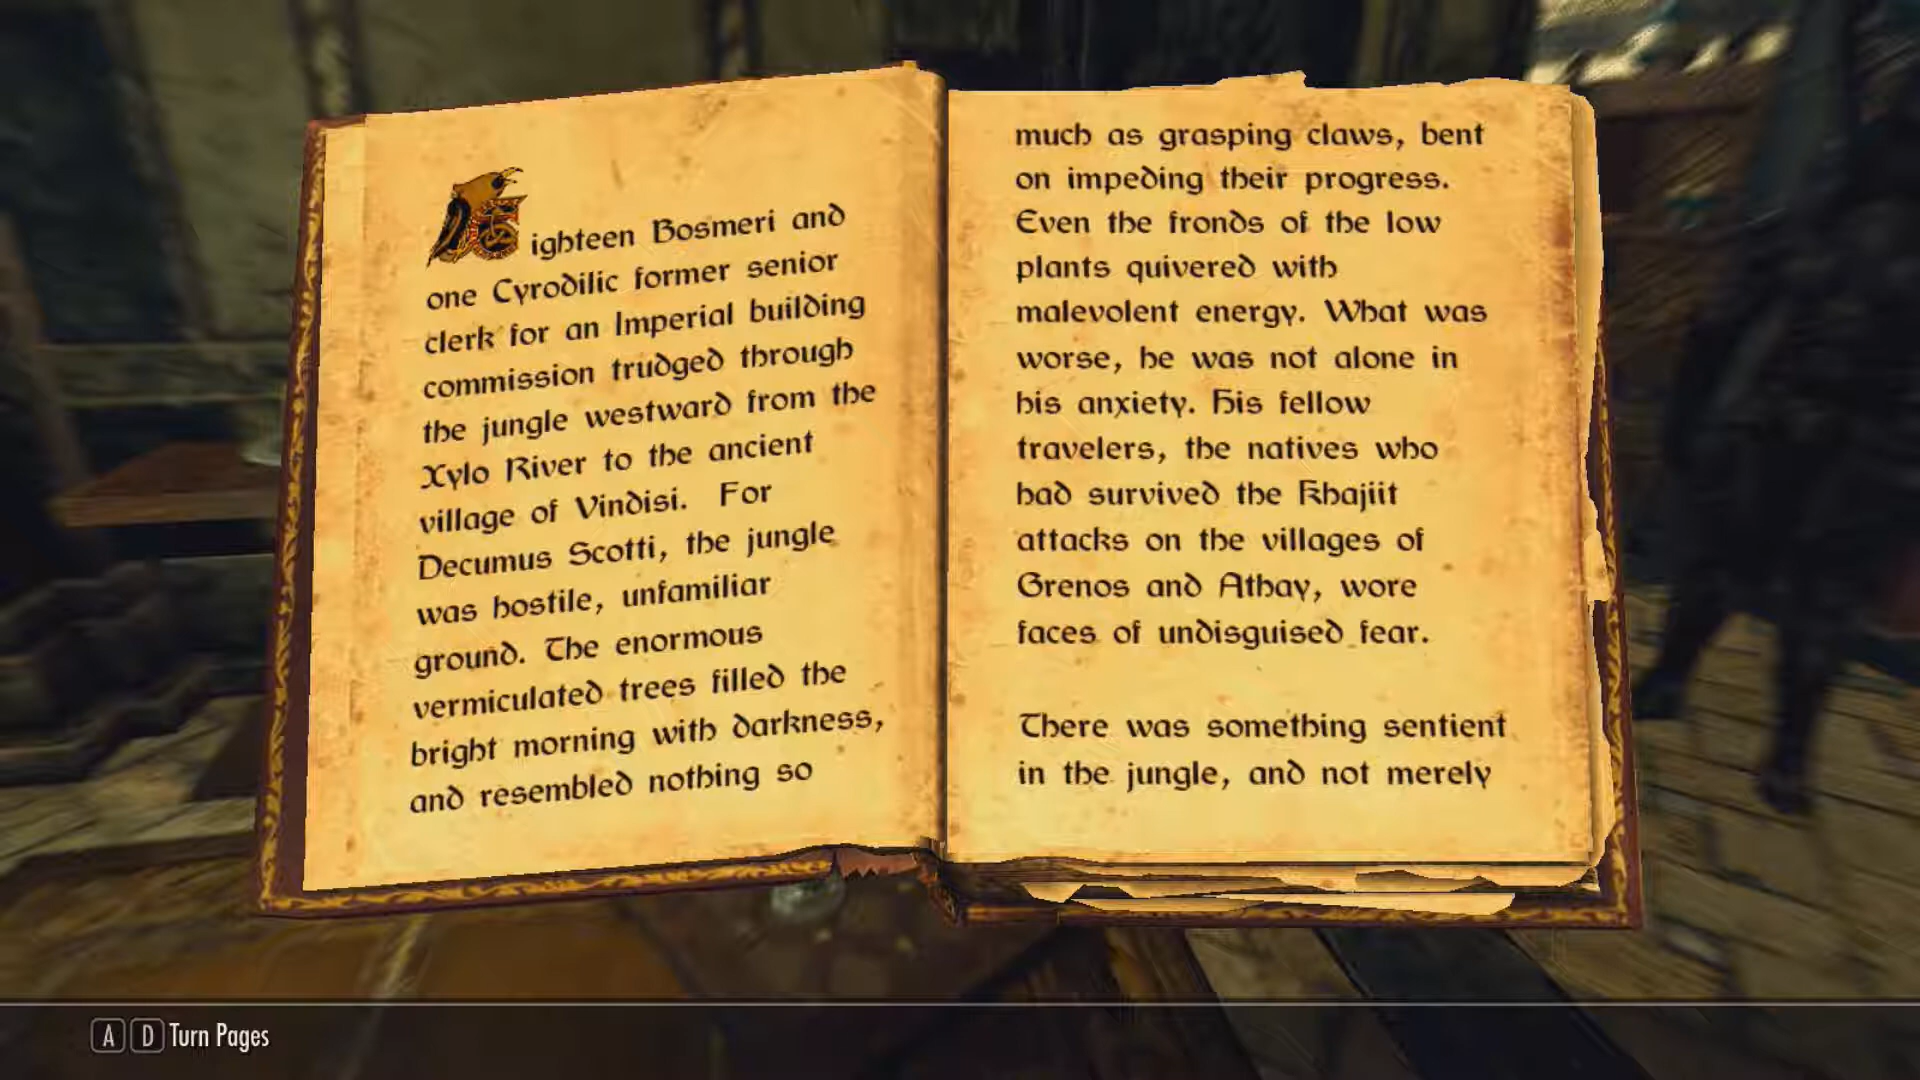 Eighteen Bosmeri and
one Cyrodilic former senior
clerk for an Imperial building
commission trudged through
the jungle westward from the
Xylo River to the ancient
village of Vindisi.  For
Decumus Scotti, the jungle
was hostile, unfamiliar
ground. The enormous
vermiculated trees filled the
bright morning with darkness,
and resembled nothing so
much as grasping claws, bent
on impeding their progress.
Even the fronds of the low
plants quivered with
malevolent energy. What was
worse, he was not alone in
his anxiety. His fellow
travelers, the natives who
had survived the Khajiit
attacks on the villages of
Grenos and Athay, wore
faces of undisguised fear.
There was something sentient
in the jungle, and not merely
A D Turn Pages